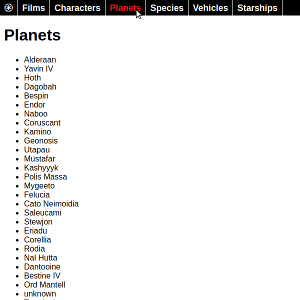 Films Characters Planets Species Vehicles Starships
Planets
Alderaan
Yavin IV
Hoth
Dagobah
Bespin
Endor
Naboo
Coruscant
Kamino
Geonosis
Utapau
Mustafar
Kashyyyk
Polis Massa
Mygeeto
Felucia
Cato Neimoidia
Saleucami
Stewjon
Eriadu
Corellia
Rodia
Nal Hutta
Dantooine
Bestine IV
Ord Mantell
unknown